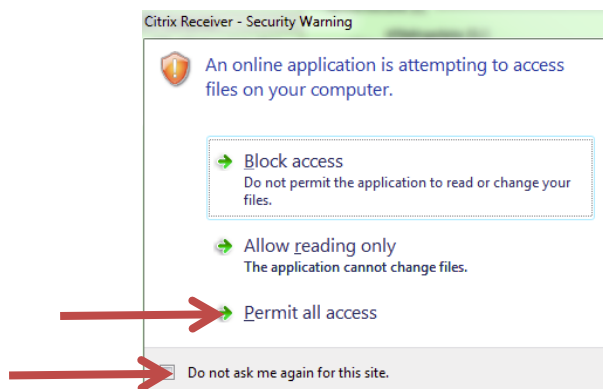 Citrix Receiver - Security Warning
An online application is attempting to access
files on your computer.
Block access
Do not permit the application to read or change your
files.
Allow reading only
The application cannot change files.
Permit all access
Do not ask me again for this site.